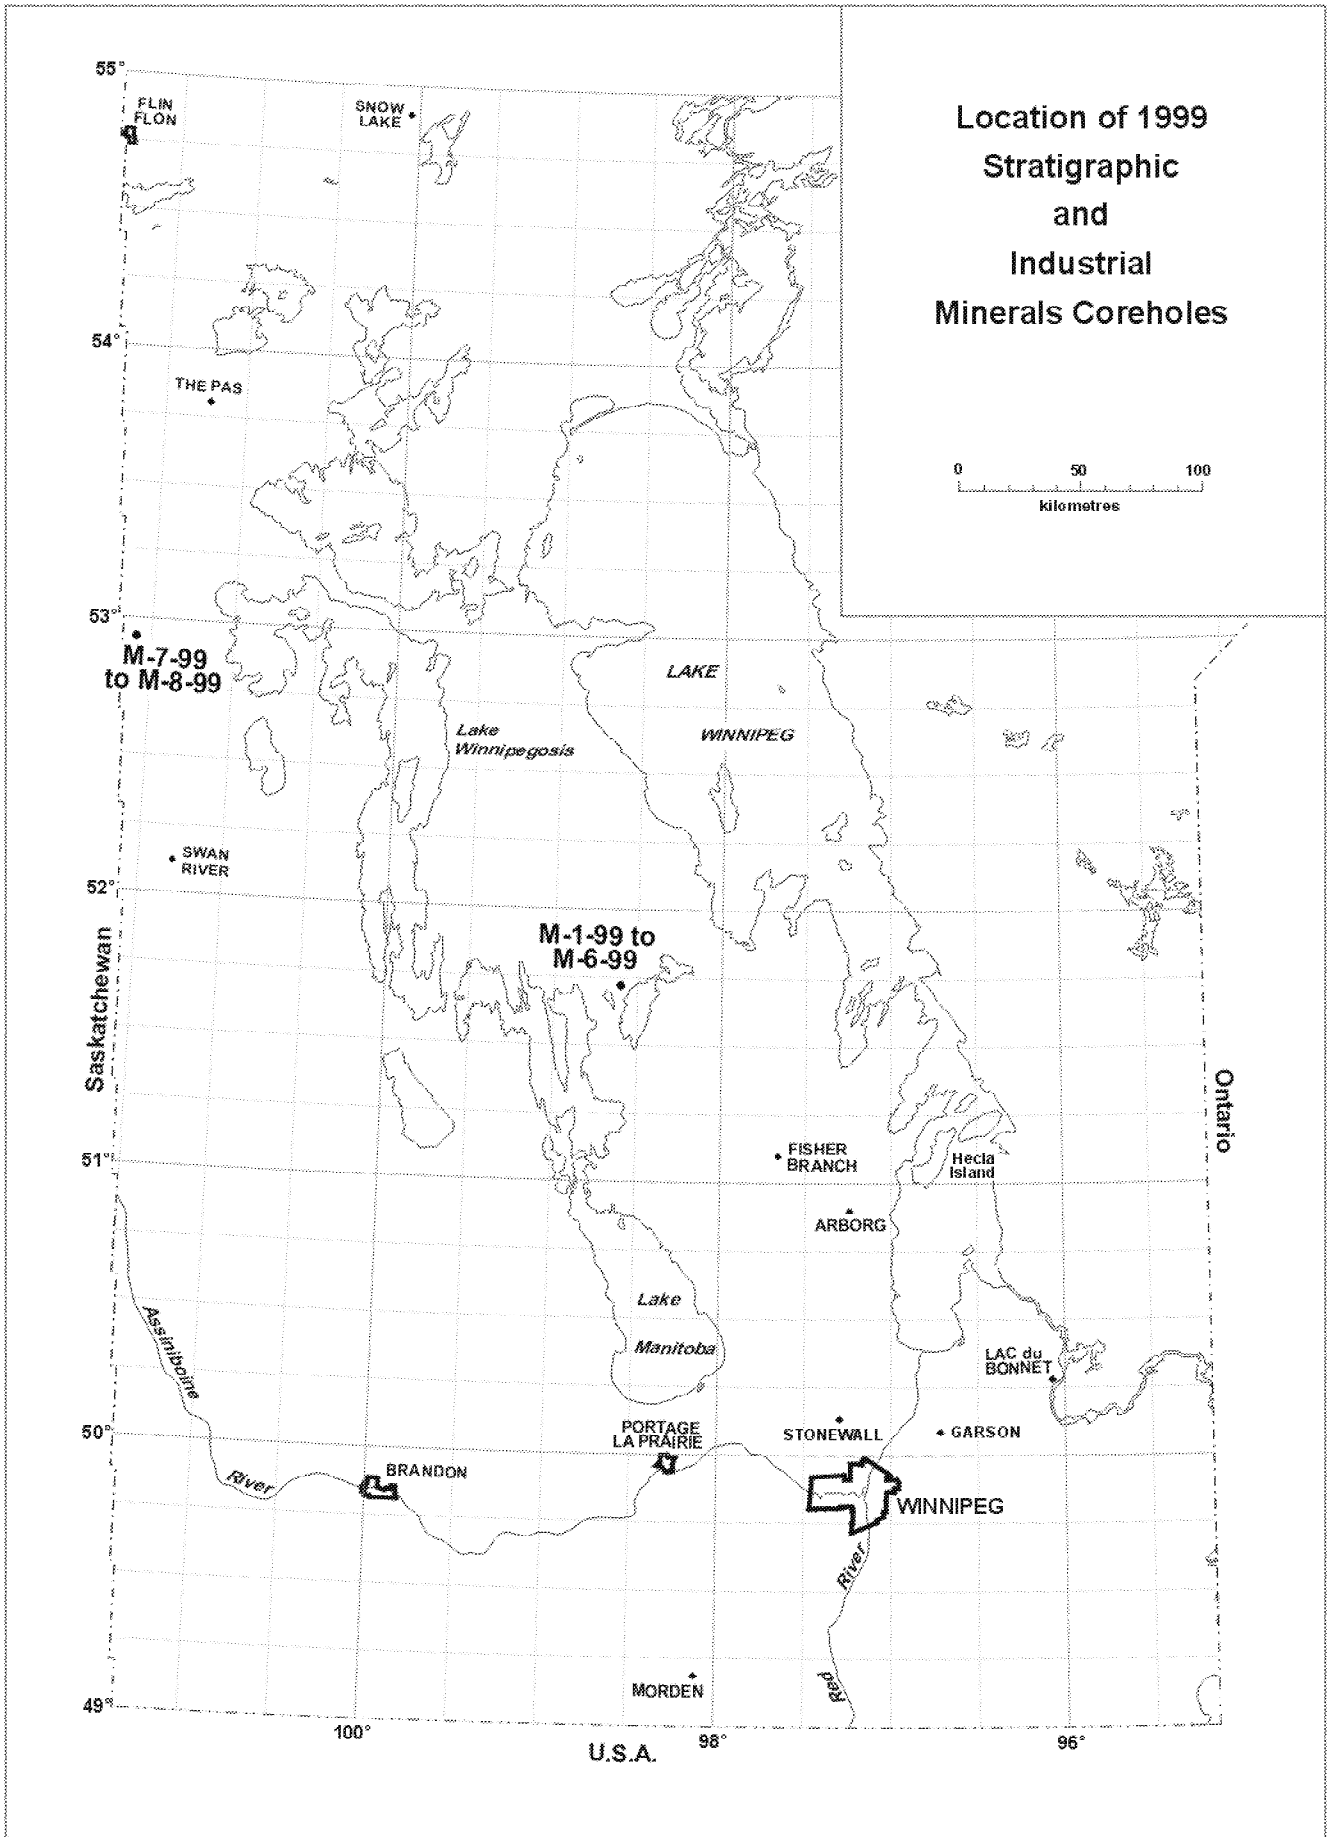 Location of 1999
Stratigraphic
and
Industrial
Minerals Coreholes
0 50 100
kilometres
55°
FLIN
FLON
SNOW
LAKE
54°
THE PAS
53°
M-7-99
to M-8-99
LAKE
WINNIPEG
Lake
Winnipegosis
SWAN
RIVER
52°
M-1-99 to
M-6-99
Saskatchewan
Ontario
51°
FISHER
BRANCH
Hecla
Island
ARBORG
Lake
Manitoba
Assiniboine
River
LAC du
BONNET
50°
PORTAGE
LA PRAIRIE
STONEWALL
GARSON
BRANDON
WINNIPEG
River
Red
MORDEN
49°
100°
98°
96°
U.S.A.